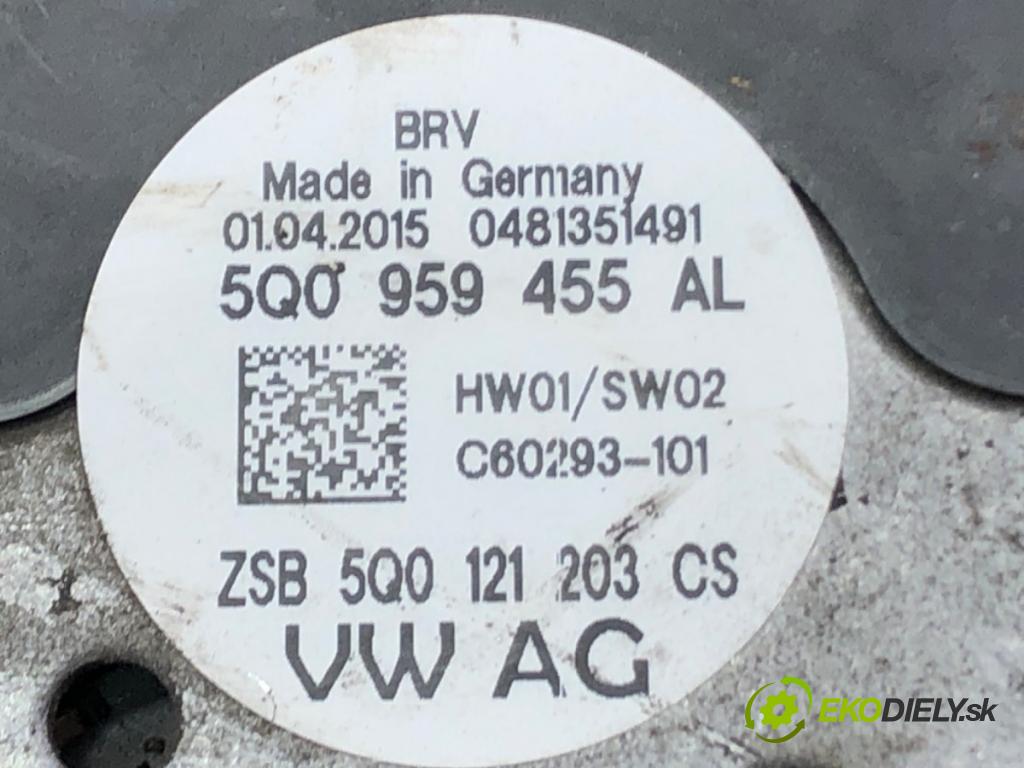 BRV
Made in Germany
01.04.2015 0481351491
5Q0 959 455 AL
HW01/SW02
C60293-101
ZSB 5Q0 121 203 CS
VW AG
EKODIELY.sk